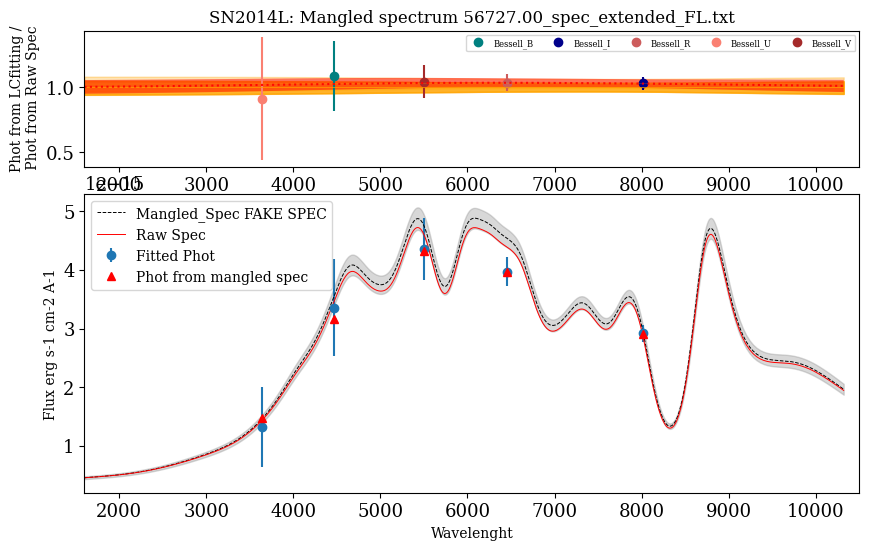 SN2014L: Mangled spectrum 56727.00_spec_extended_FL.txt
Phot from LCfitting /
Phot from Raw Spec
Bessell_B Bessell_I Bessell_R Bessell_U Bessell_V
1.0
0.5
2000 3000 4000 5000 6000 7000 8000 9000 10000
1e−15
Mangled_Spec FAKE SPEC
Raw Spec
Fitted Phot
Phot from mangled spec
Flux erg s-1 cm-2 A-1
5
4
3
2
1
2000 3000 4000 5000 6000 7000 8000 9000 10000
Wavelenght